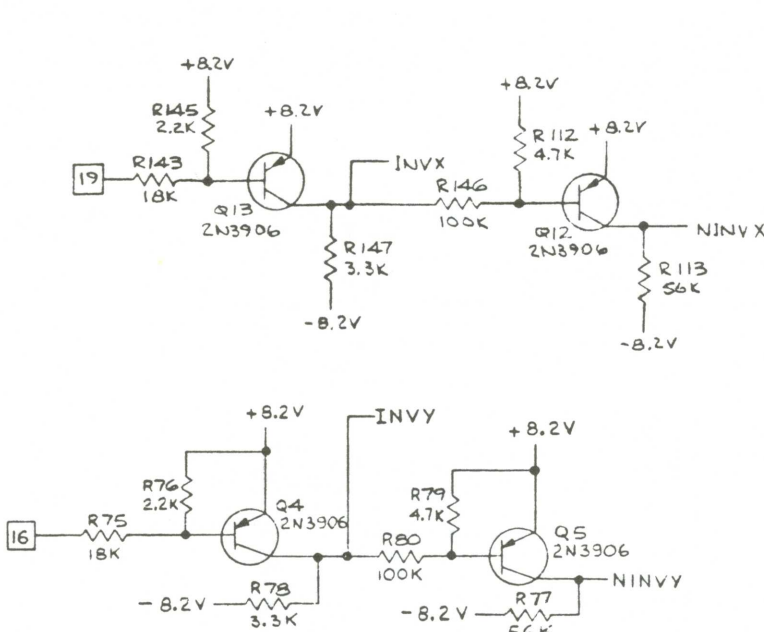 +8.2V
R145
2.2K
+8.2V
19
R143
18K
Q13
2N3906
INVX
R147
3.3K
-8.2V
+8.2V
R112
4.7K
+8.2V
R146
100K
Q12
2N3906
NINVX
R113
56K
-8.2V
+8.2V
INVY
R76
2.2K
Q4
2N3906
16
R75
18K
-8.2V
R78
3.3K
+8.2V
R79
4.7K
R80
100K
Q5
2N3906
NINVY
-8.2V
R77
56K